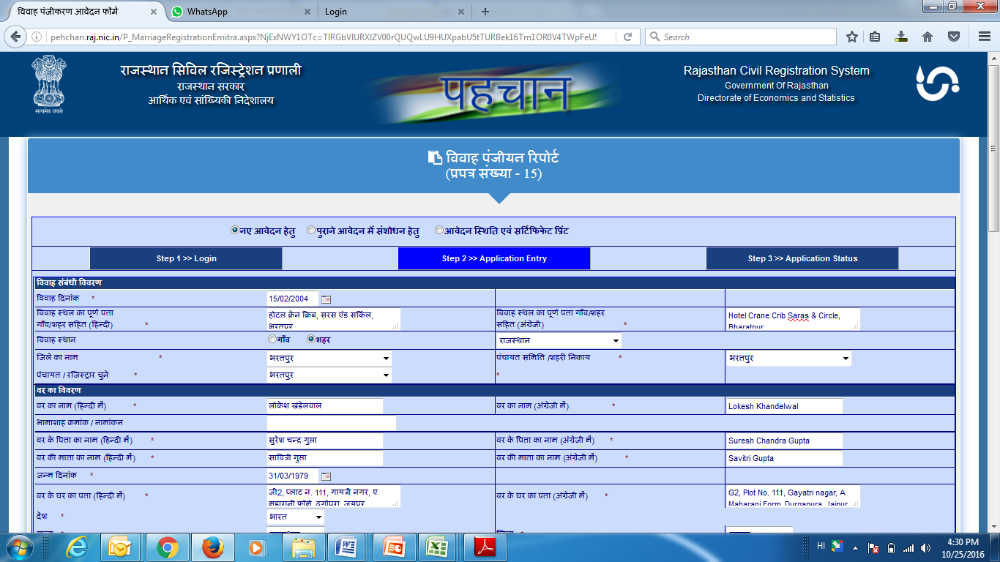 विवाह पंजीकरण आवेदन फॉर्म
WhatsApp
Login
pehchan.raj.nic.in/P_MarriageRegistrationEmitra.aspx?NjExNWY1OTc=TIRGbVlURXlZV00rQUQwLU9HUXpabU5tTURBek16Tm1OR0V4TWpFeU5
Search
राजस्थान सिविल रजिस्ट्रेशन प्रणाली
राजस्थान सरकार
आर्थिक एवं सांख्यिकी निदेशालय
सत्यमेव जयते
पहचान
Rajasthan Civil Registration System
Government Of Rajasthan
Directorate of Economics and Statistics
विवाह पंजीयन रिपोर्ट
(प्रपत्र संख्या - 15)
नए आवेदन हेतु पुराने आवेदन में संशोधन हेतु आवेदन स्थिति एवं सर्टिफिकेट प्रिंट
Step 1 >> Login Step 2 >> Application Entry Step 3 >> Application Status
विवाह संबंधी विवरण
विवाह दिनांक * 15/02/2004
विवाह स्थल का पूर्ण पता
गाँव/शहर सहित (हिन्दी) *
होटल क्रेन क्रिब, सरस एंड सर्किल,
भरतपुर
विवाह स्थल का पूर्ण पता गाँव/शहर
सहित (अंग्रेजी) *
Hotel Crane Crib Saras & Circle,
Bharatpur
विवाह स्थान गाँव शहर राजस्थान
जिले का नाम * भरतपुर पंचायत समिति /शहरी निकाय * भरतपुर
पंचायत / रजिस्ट्रार चुने * भरतपुर *
वर का विवरण
वर का नाम (हिन्दी में) * लोकेश खंडेलवाल वर का नाम (अंग्रेजी में) * Lokesh Khandelwal
भामाशाह क्रमांक / नामांकन
वर के पिता का नाम (हिन्दी में) * सुरेश चन्द्र गुप्ता वर के पिता का नाम (अंग्रेजी में) * Suresh Chandra Gupta
वर की माता का नाम (हिन्दी में) * सावित्री गुप्ता वर की माता का नाम (अंग्रेजी में) * Savitri Gupta
जन्म दिनांक * 31/03/1979
वर के घर का पता (हिन्दी में) *
जी2, प्लाट न. 111, गायत्री नगर, ए
महारानी फॉर्म, दुर्गापुरा, जयपुर
वर के घर का पता (अंग्रेजी में) *
G2, Plot No. 111, Gayatri nagar, A
Maharani Form, Durgapura, Jaipur
देश * भारत
HI
4:30 PM
10/25/2016